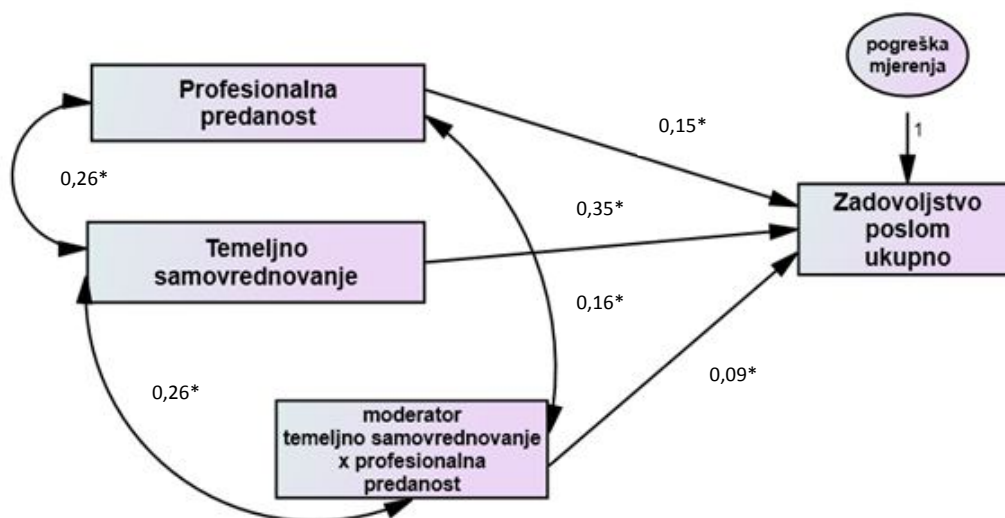 pogreška
mjerenja
Profesionalna
predanost
0,15*
1
0,26*
Zadovoljstvo
poslom
ukupno
0,35*
Temeljno
samovrednovanje
0,16*
0,09*
0,26*
moderator
temeljno samovrednovanje
x profesionalna
predanost